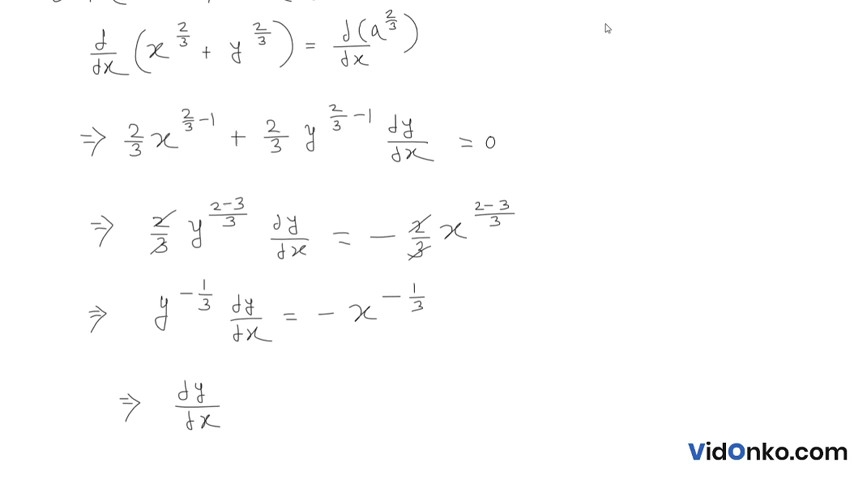 d/dx (x^(2/3) + y^(2/3)) = d(a^(2/3))/dx
⇒ 2/3 x^(2/3 - 1) + 2/3 y^(2/3 - 1) dy/dx = 0
⇒ 2/3 y^((2-3)/3) dy/dx = - 2/3 x^((2-3)/3)
⇒ y^(-1/3) dy/dx = - x^(-1/3)
⇒ dy/dx
VidOnko.com